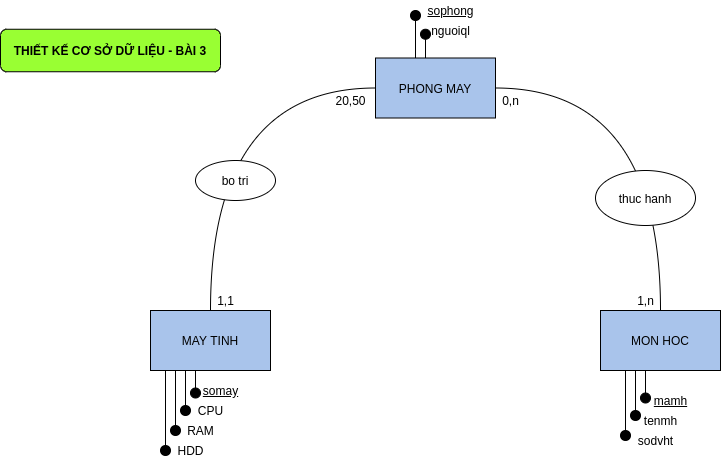 sophong
nguoiql
THIẾT KẾ CƠ SỞ DỮ LIỆU - BÀI 3
PHONG MAY
20,50
0,n
bo tri
thuc hanh
1,1
1,n
MAY TINH
MON HOC
somay
CPU
RAM
HDD
mamh
tenmh
sodvht